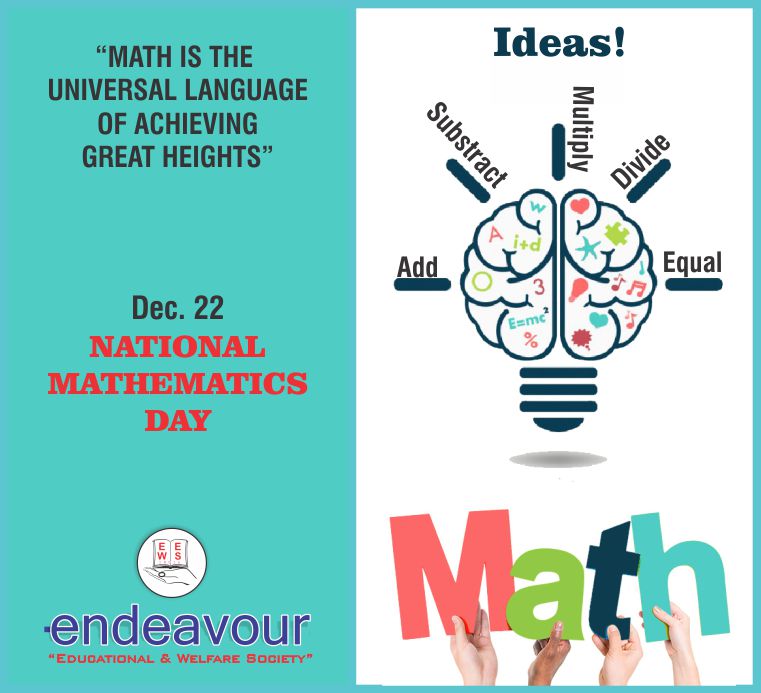 “MATH IS THE
UNIVERSAL LANGUAGE
OF ACHIEVING
GREAT HEIGHTS”
Dec. 22
NATIONAL
MATHEMATICS
DAY
E E
W S
endeavour
“EDUCATIONAL & WELFARE SOCIETY”
Ideas!
Add
Substract
Multiply
Divide
Equal
w
A
i+d
3
E=mc²
%
Math